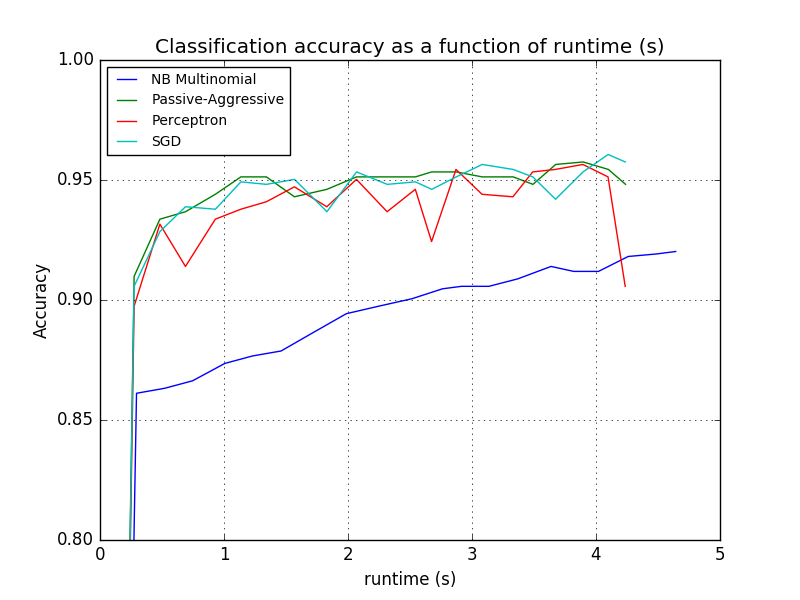 Classification accuracy as a function of runtime (s)
1.00
0.95
0.90
0.85
0.80
Accuracy
NB Multinomial
Passive-Aggressive
Perceptron
SGD
0 1 2 3 4 5
runtime (s)